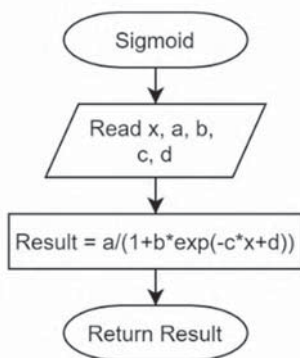 Sigmoid
Read x, a, b,
c, d
Result = a/(1+b*exp(-c*x+d))
Return Result